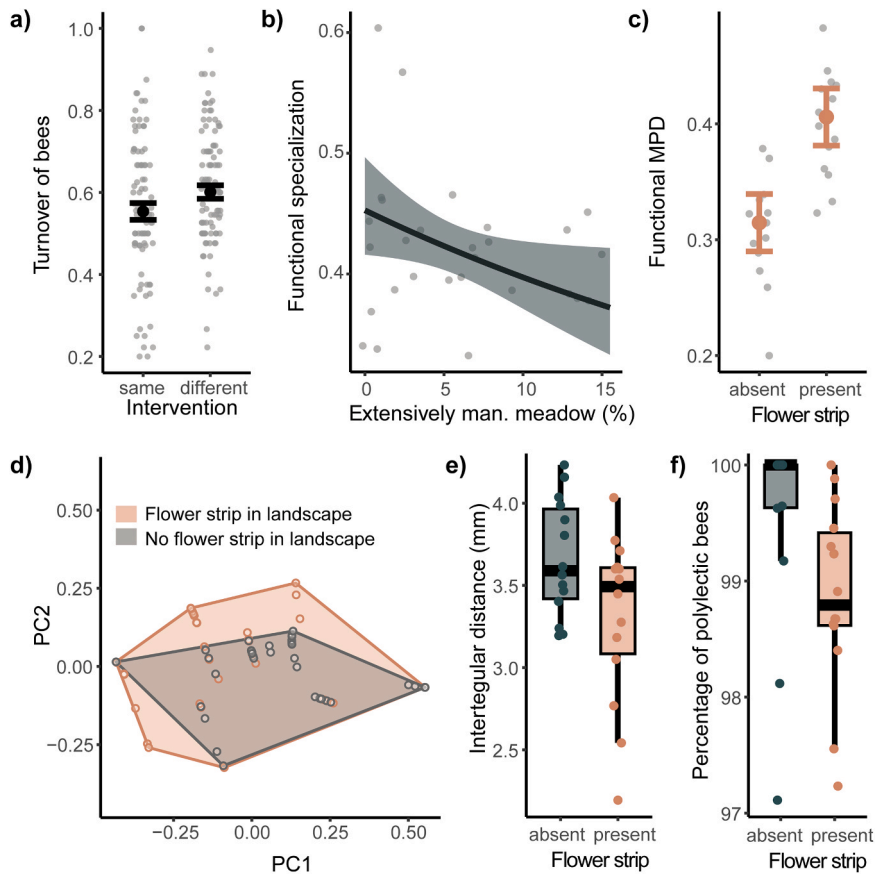 a)
Turnover of bees
1.0
0.8
0.6
0.4
0.2
same different
Intervention
b)
Functional specialization
0.6
0.5
0.4
0 5 10 15
Extensively man. meadow (%)
c)
Functional MPD
0.4
0.3
0.2
absent present
Flower strip
d)
PC2
0.50
0.25
0.00
−0.25
Flower strip in landscape
No flower strip in landscape
−0.25 0.00 0.25 0.50
PC1
e)
Intertegular distance (mm)
4.0
3.5
3.0
2.5
absent present
Flower strip
f)
Percentage of polylectic bees
100
99
98
97
absent present
Flower strip